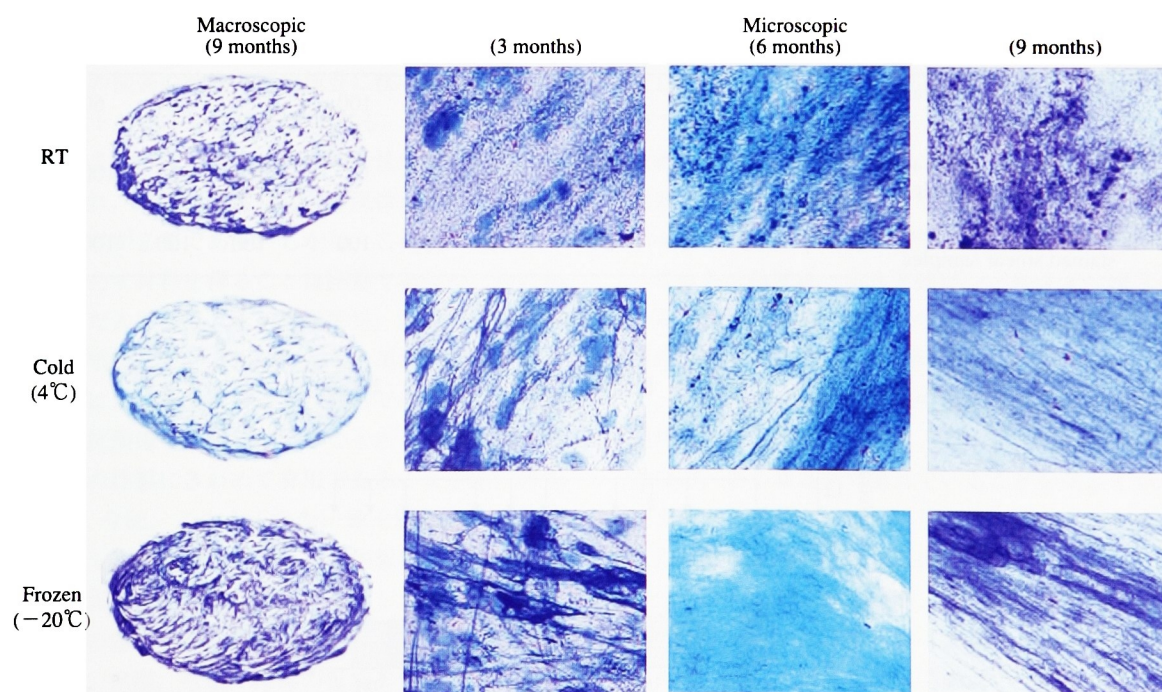 Macroscopic
(9 months)
(3 months)
Microscopic
(6 months)
(9 months)
RT
Cold
(4℃)
Frozen
(−20℃)